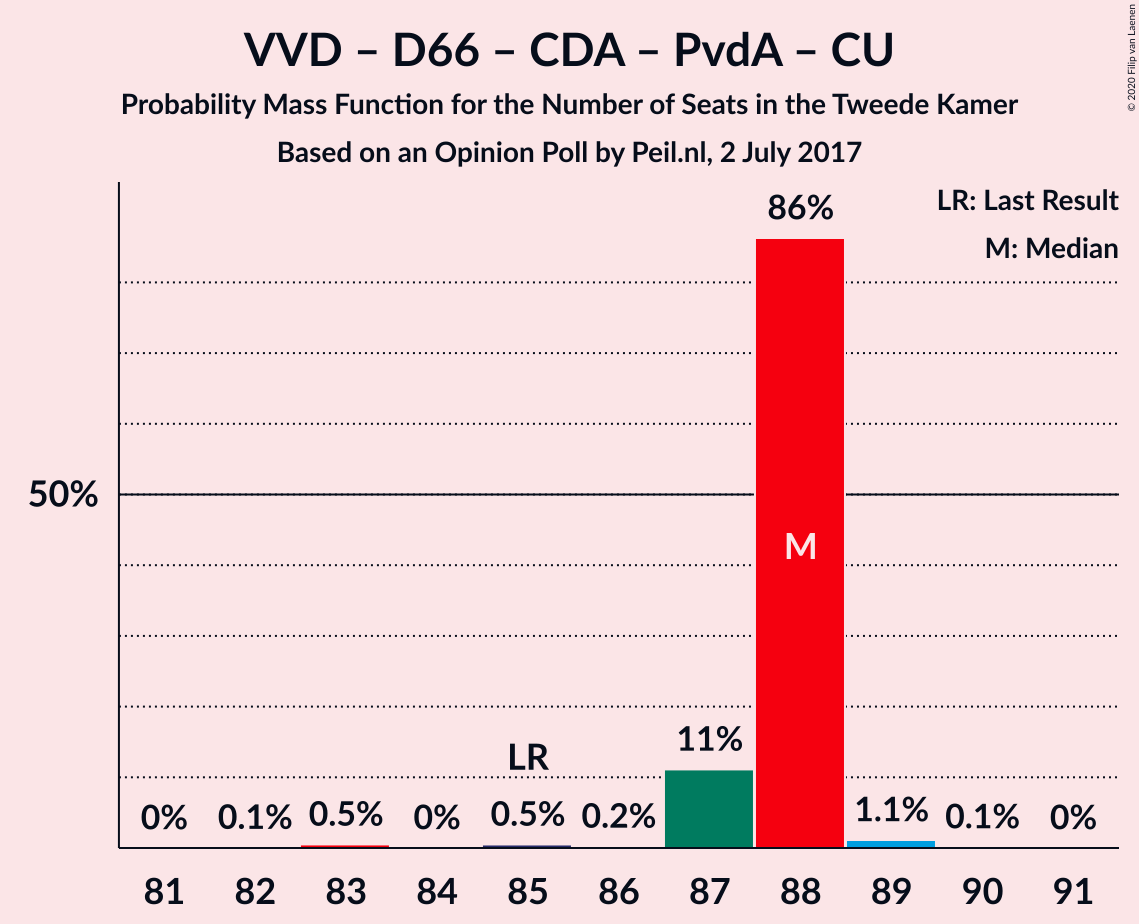 VVD – D66 – CDA – PvdA – CU
Probability Mass Function for the Number of Seats in the Tweede Kamer
Based on an Opinion Poll by Peil.nl, 2 July 2017
© 2020 Filip van Laenen
LR: Last Result
M: Median
86%
50%
M
11%
LR
0% 0.1% 0.5% 0% 0.5% 0.2% 1.1% 0.1% 0%
81 82 83 84 85 86 87 88 89 90 91